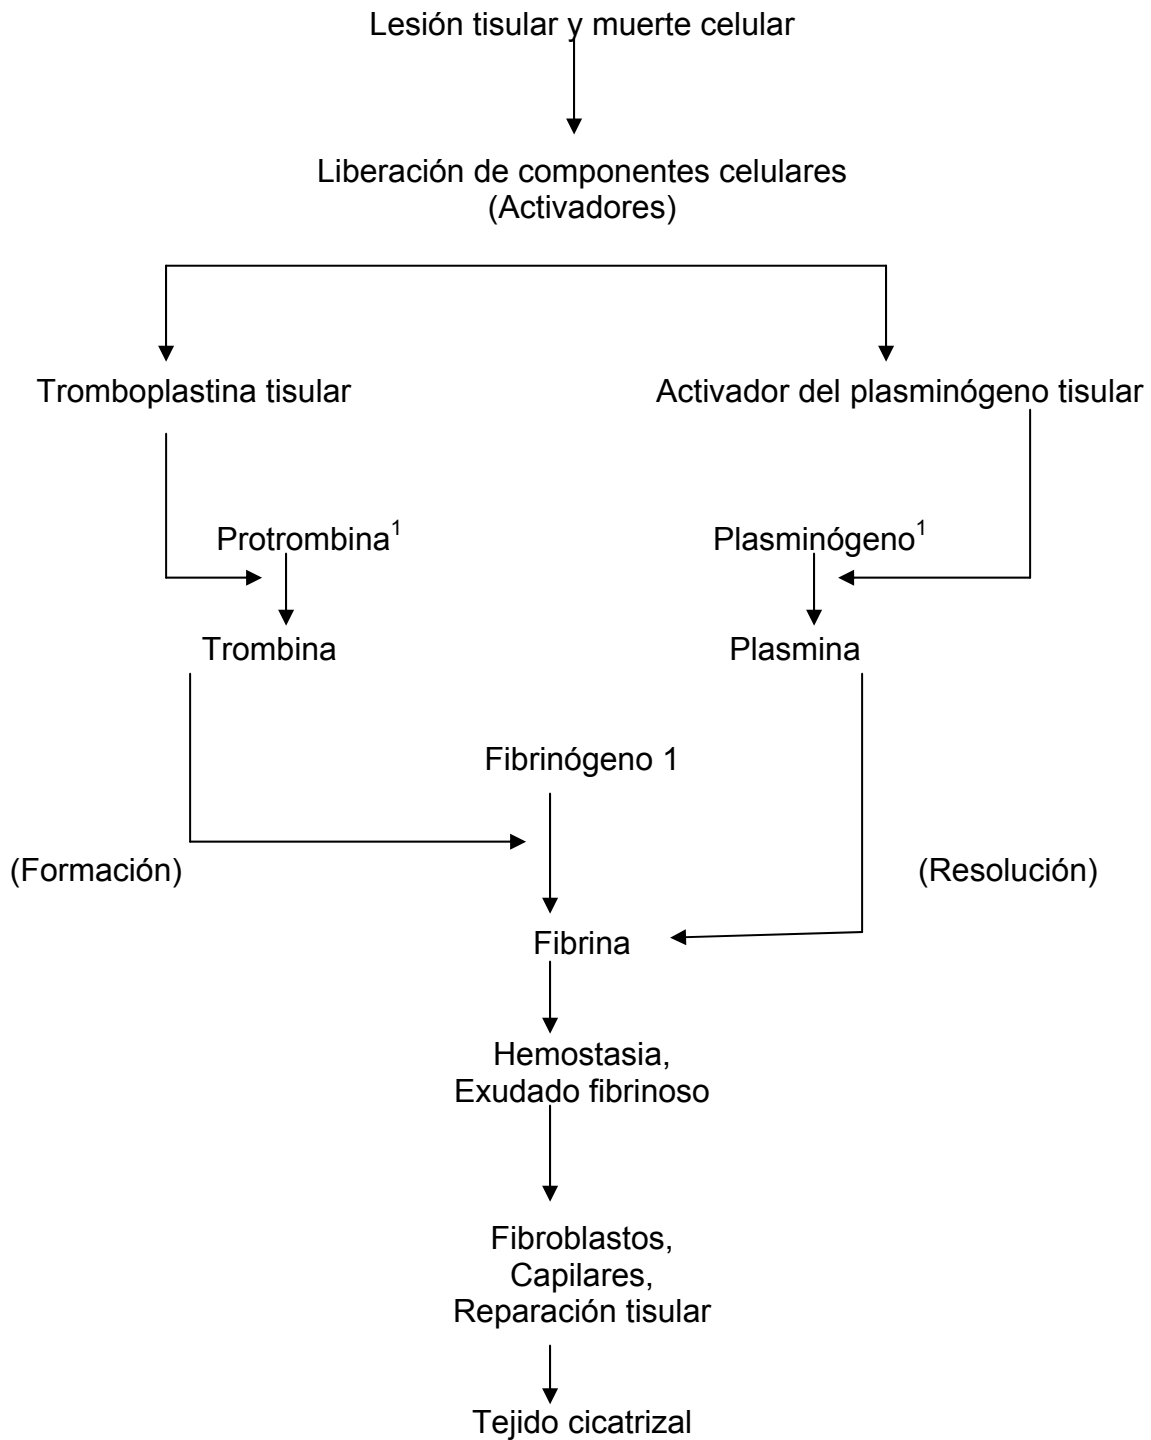 Lesión tisular y muerte celular
Liberación de componentes celulares
(Activadores)
Tromboplastina tisular
Activador del plasminógeno tisular
Protrombina¹
Plasminógeno¹
Trombina
Plasmina
Fibrinógeno 1
(Formación)
(Resolución)
Fibrina
Hemostasia,
Exudado fibrinoso
Fibroblastos,
Capilares,
Reparación tisular
Tejido cicatrizal